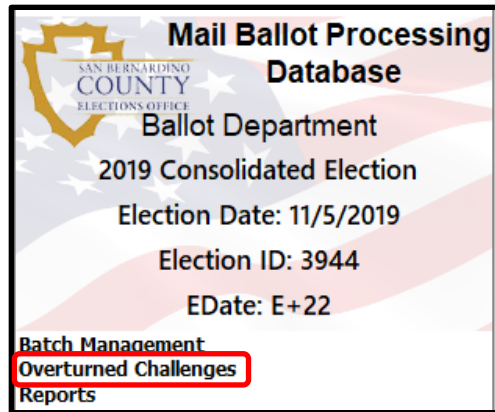 Mail Ballot Processing
Database
SAN BERNARDINO
COUNTY
ELECTIONS OFFICE
Ballot Department
2019 Consolidated Election
Election Date: 11/5/2019
Election ID: 3944
EDate: E+22
Batch Management
Overturned Challenges
Reports